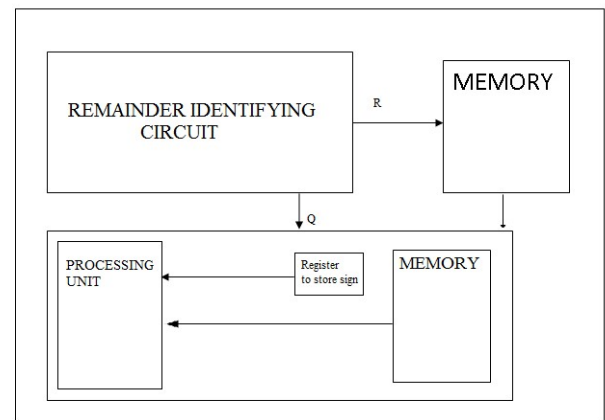 REMAINDER IDENTIFYING
CIRCUIT
R
MEMORY
Q
PROCESSING
UNIT
Register
to store sign
MEMORY